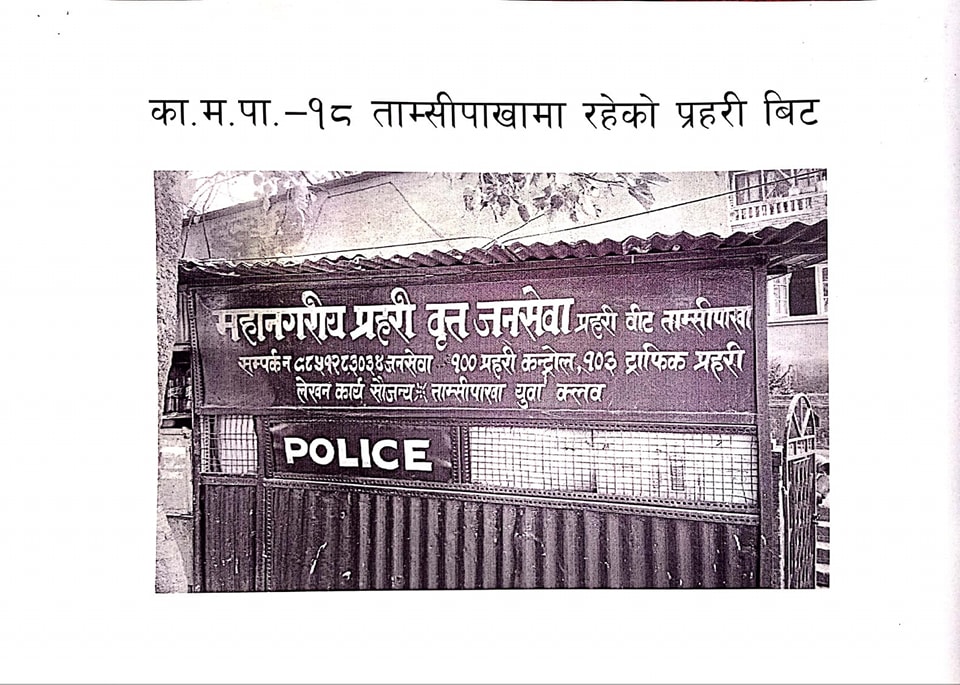 का.म.पा.–१८ ताम्सीपाखामा रहेको प्रहरी बिट
महानगरीय प्रहरी वृत्त जनसेवा प्रहरी वीट ताम्सीपाखा
सम्पर्क नं ९८५१२८३०३४ जनसेवा १०० प्रहरी कन्ट्रोल, १०३ ट्राफिक प्रहरी
लेखन कार्य सौजन्य ः ताम्सीपाखा युवा क्लव
POLICE